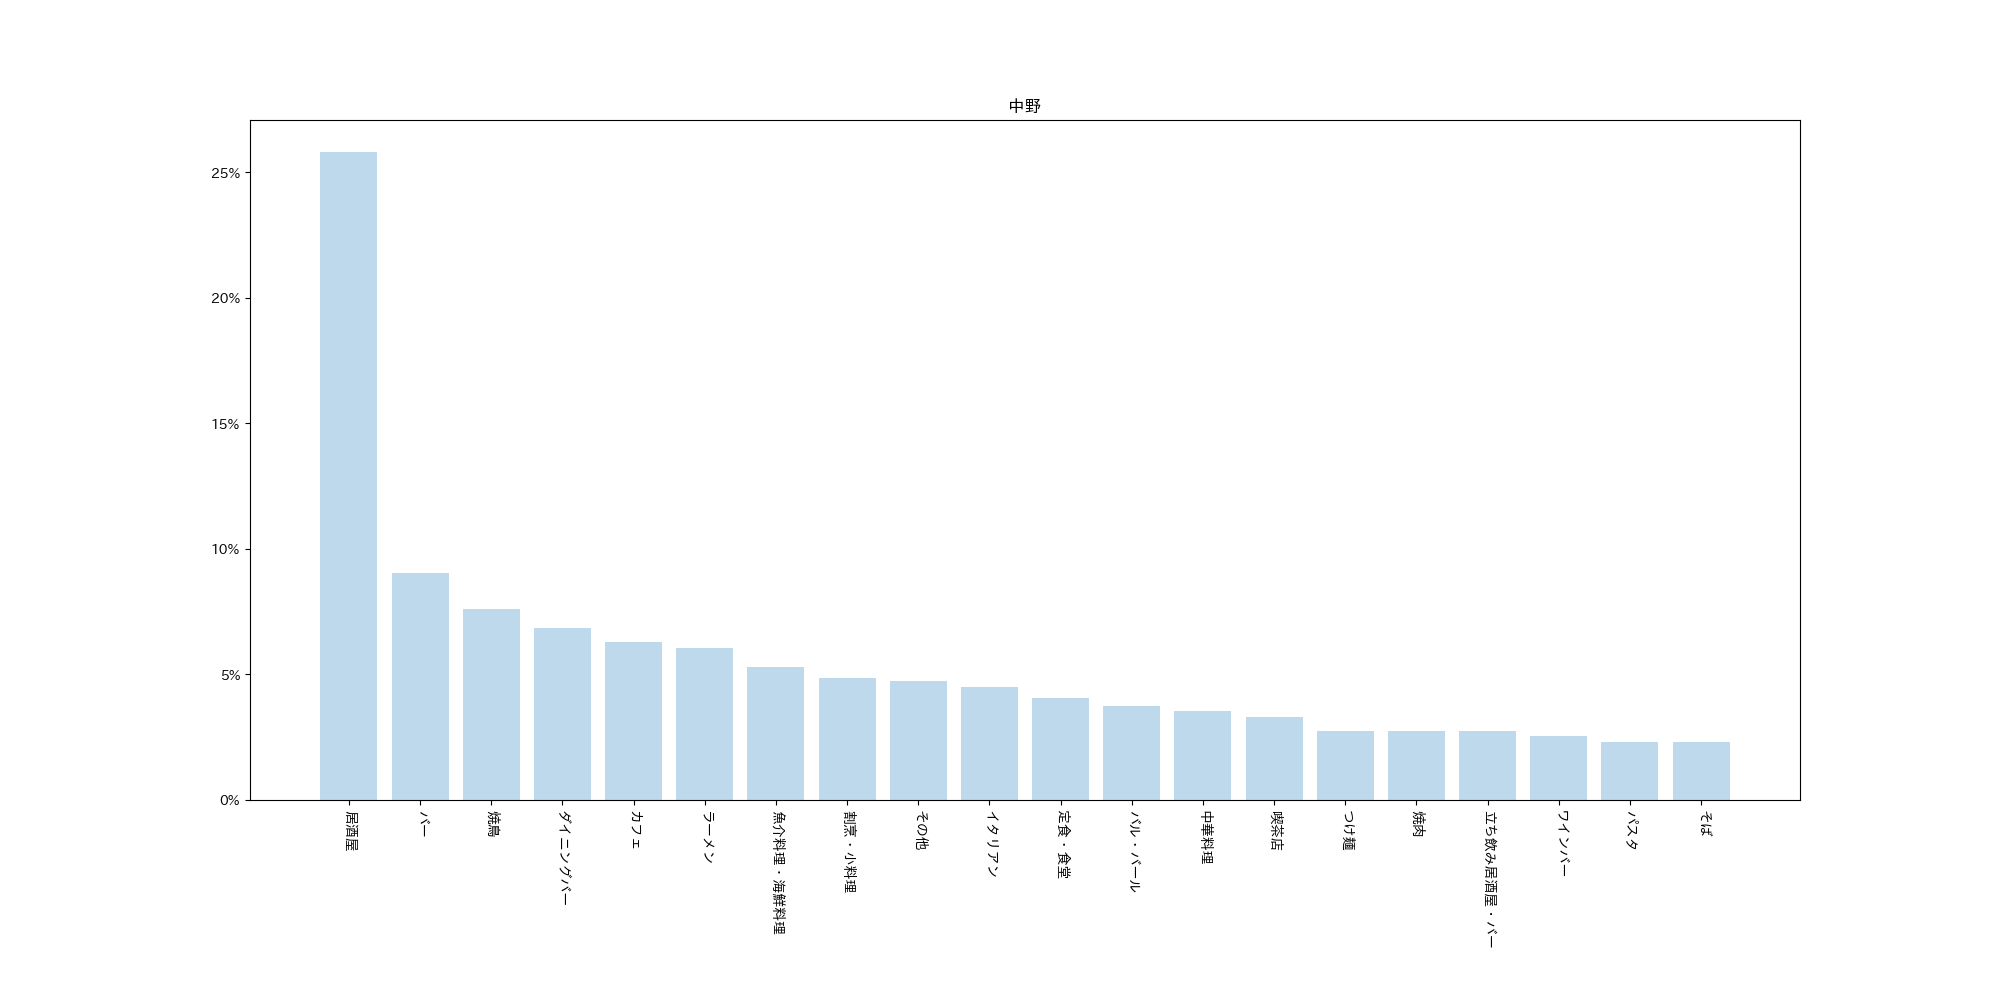 中野
25%
20%
15%
10%
5%
0%
居酒屋
バー
焼鳥
ダイニングバー
カフェ
ラーメン
魚介料理・海鮮料理
割烹・小料理
その他
イタリアン
定食・食堂
バル・バール
中華料理
喫茶店
つけ麺
焼肉
立ち飲み居酒屋・バー
ワインバー
パスタ
そば